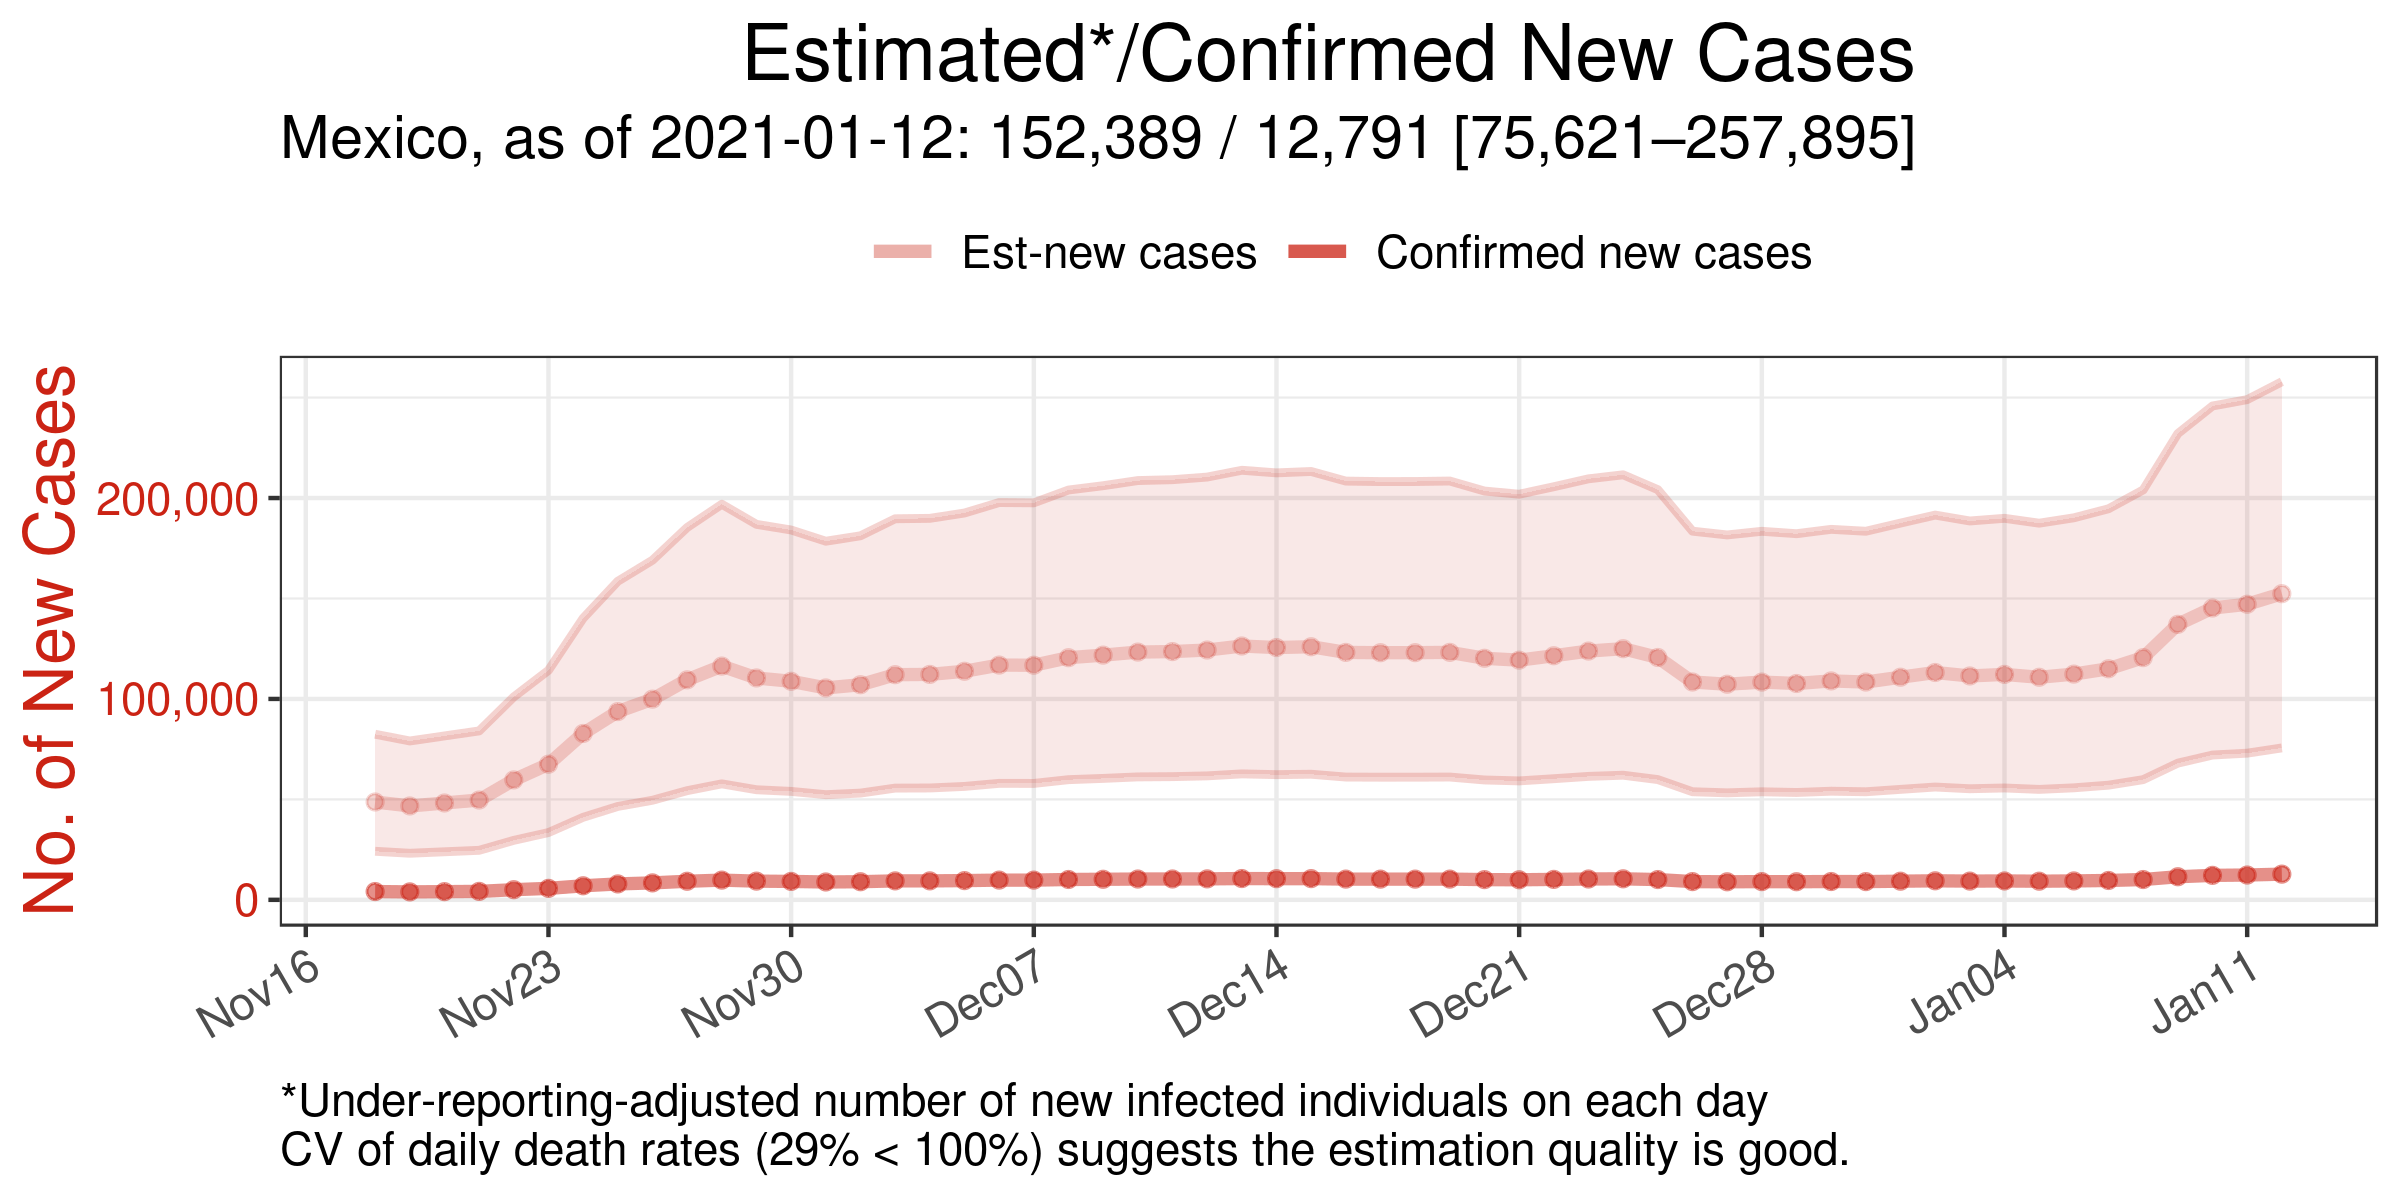 Estimated*/Confirmed New Cases
Mexico, as of 2021-01-12: 152,389 / 12,791 [75,621–257,895]
Est-new cases
Confirmed new cases
No. of New Cases
200,000
100,000
0
Nov16
Nov23
Nov30
Dec07
Dec14
Dec21
Dec28
Jan04
Jan11
*Under-reporting-adjusted number of new infected individuals on each day
CV of daily death rates (29% < 100%) suggests the estimation quality is good.